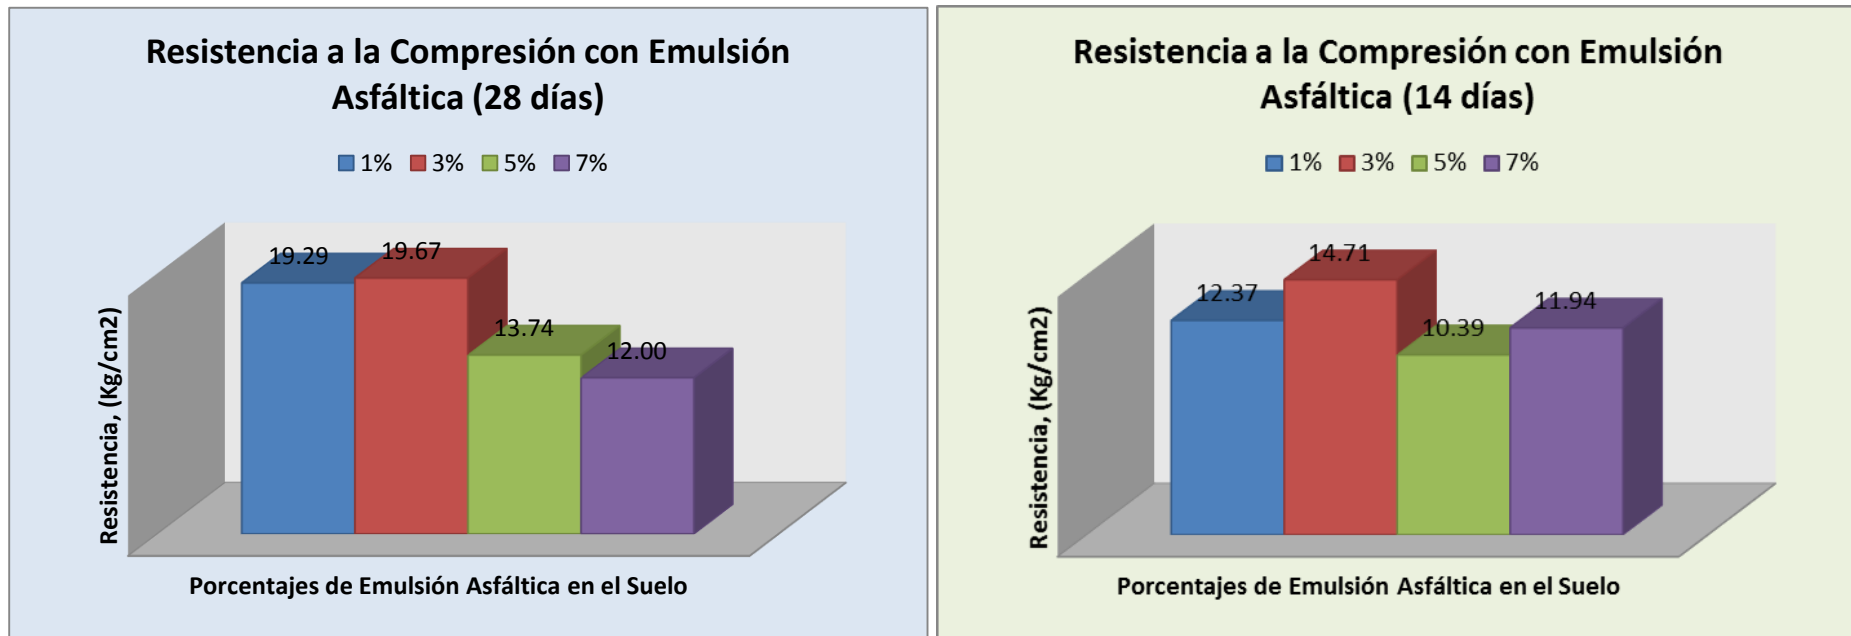 Resistencia a la Compresión con Emulsión
Asfáltica (28 días)
1% 3% 5% 7%
19.29
19.67
13.74
12.00
Resistencia, (Kg/cm2)
Porcentajes de Emulsión Asfáltica en el Suelo
Resistencia a la Compresión con Emulsión
Asfáltica (14 días)
1% 3% 5% 7%
12.37
14.71
10.39
11.94
Resistencia, (Kg/cm2)
Porcentajes de Emulsión Asfáltica en el Suelo